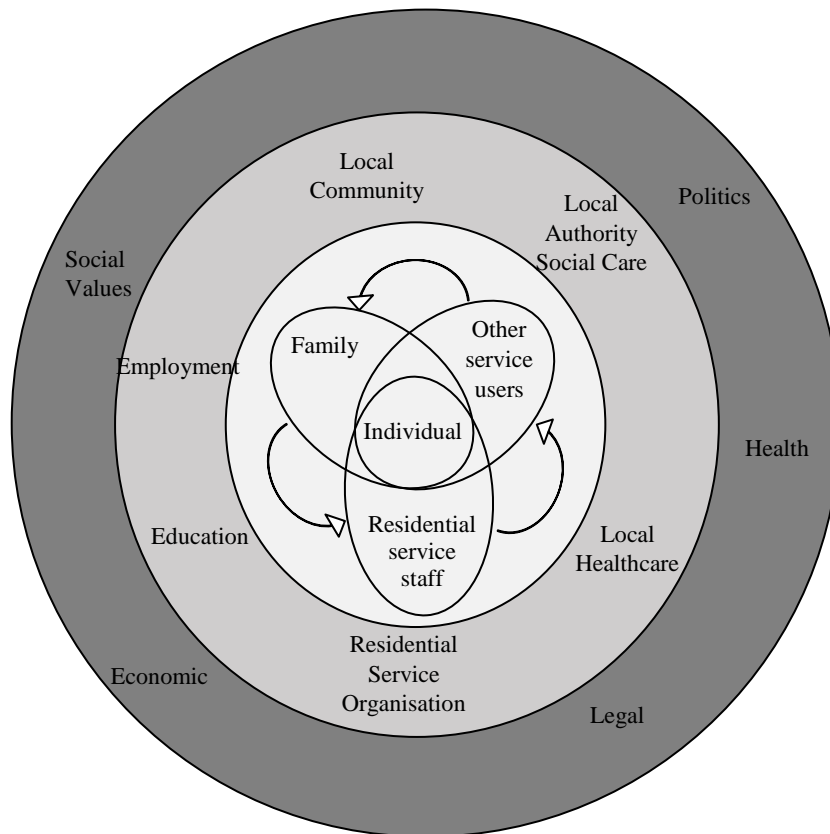 Local
Community
Politics
Local
Authority
Social Care
Social
Values
Other
service
users
Family
Employment
Individual
Health
Residential
service
staff
Education
Local
Healthcare
Residential
Service
Organisation
Economic
Legal